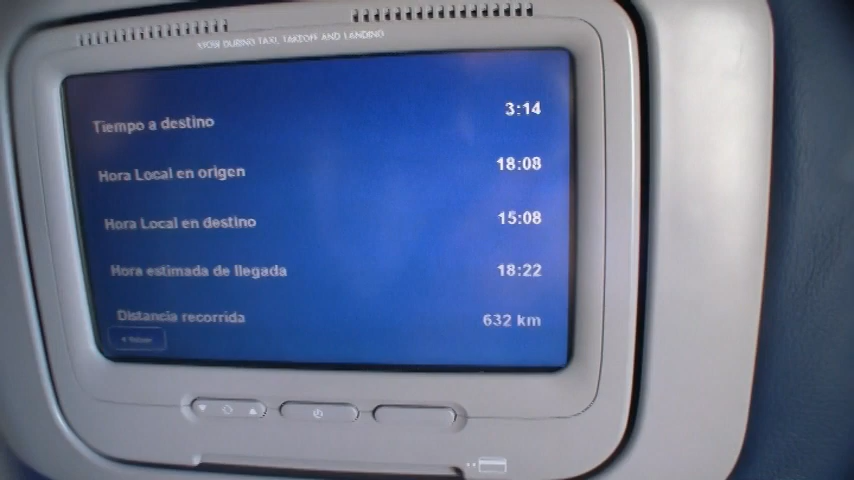 STOW DURING TAXI, TAKEOFF AND LANDING
Tiempo a destino 3:14
Hora Local en origen 18:08
Hora Local en destino 15:08
Hora estimada de llegada 18:22
Distancia recorrida 632 km